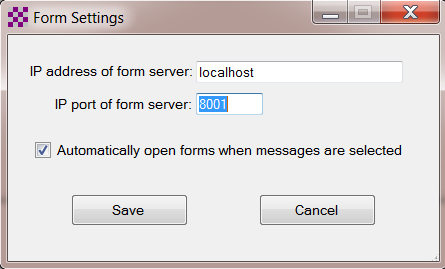 Form Settings
IP address of form server: localhost
IP port of form server: 8001
Automatically open forms when messages are selected
Save Cancel